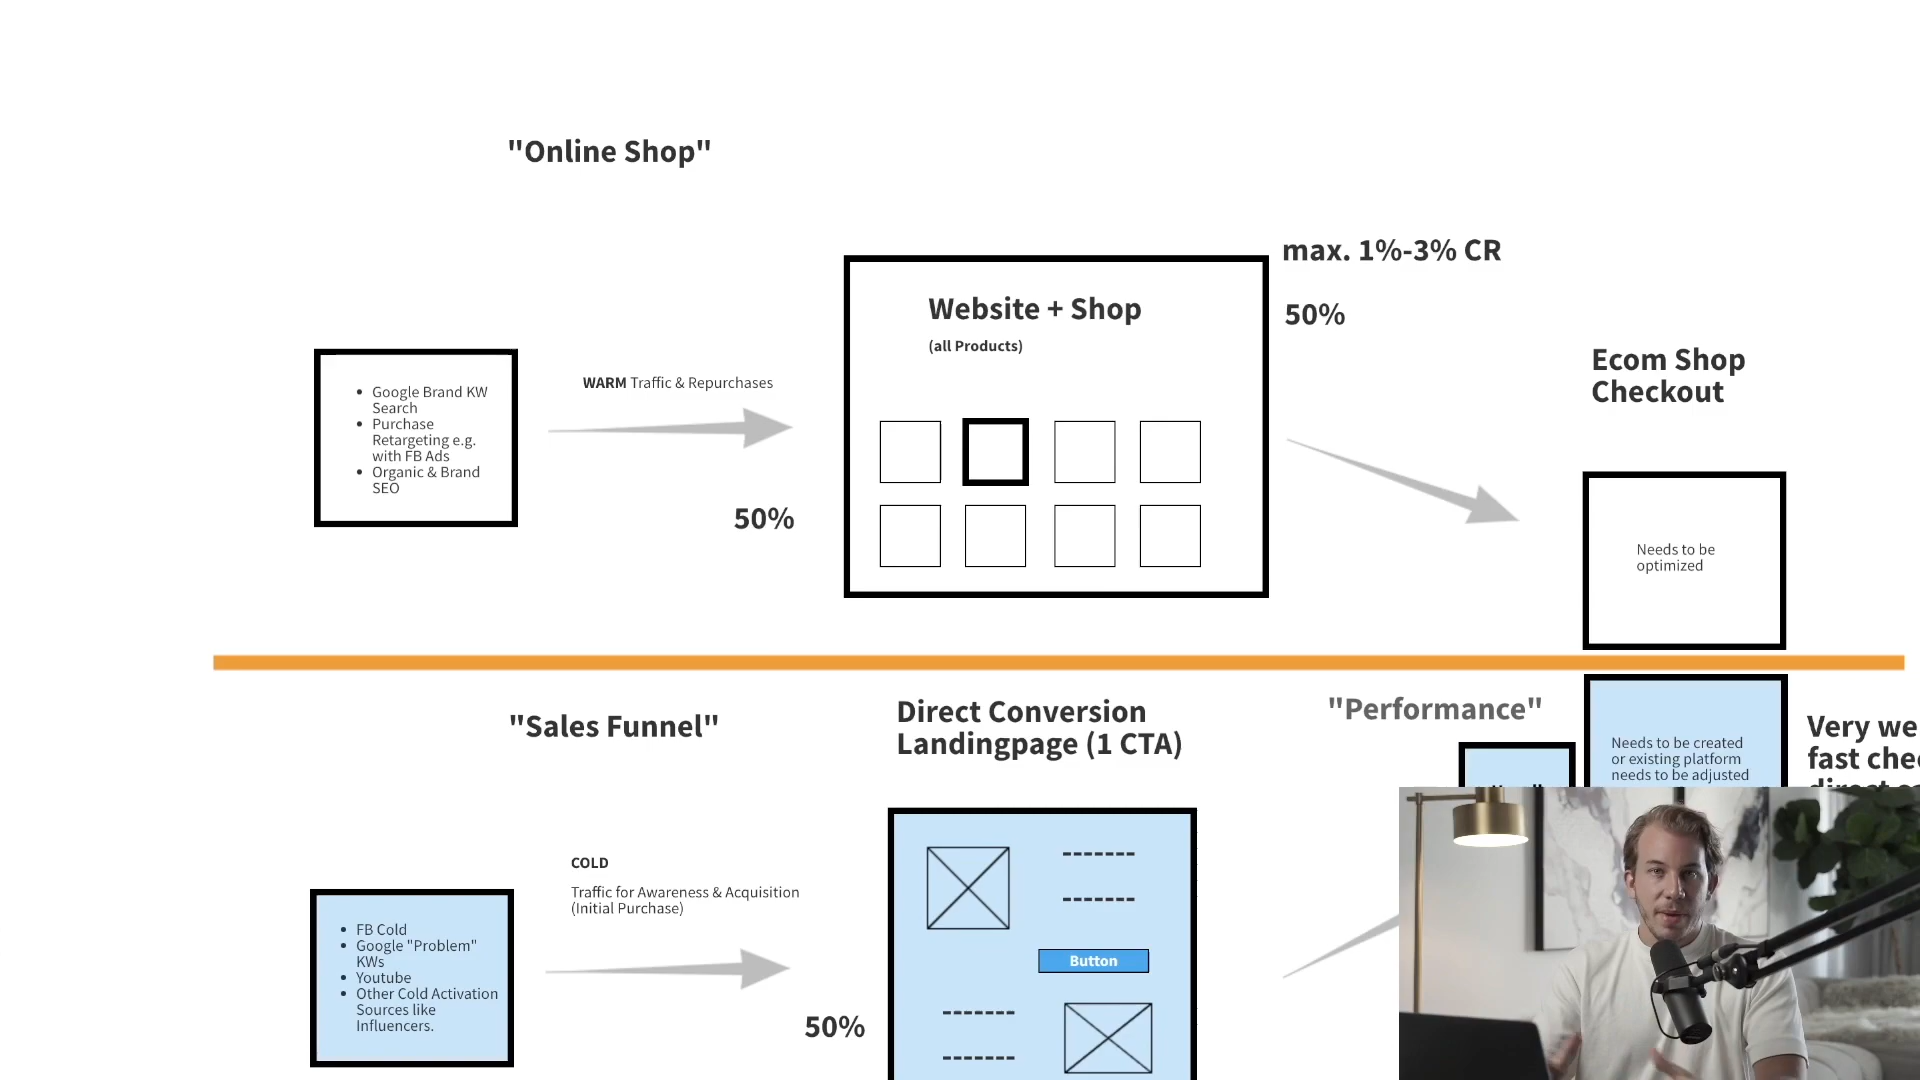 "Online Shop"
max. 1%-3% CR
Website + Shop
50%
(all Products)
Ecom Shop
Checkout
WARM Traffic & Repurchases
• Google Brand KW
Search
• Purchase
Retargeting e.g.
with FB Ads
• Organic & Brand
SEO
50%
Needs to be
optimized
"Sales Funnel"
Direct Conversion
Landingpage (1 CTA)
"Performance"
Needs to be created
or existing platform
needs to be adjusted
Very we
fast che
COLD
Traffic for Awareness & Acquisition
(Initial Purchase)
• FB Cold
• Google "Problem"
KWs
• Youtube
• Other Cold Activation
Sources like
Influencers.
Button
50%